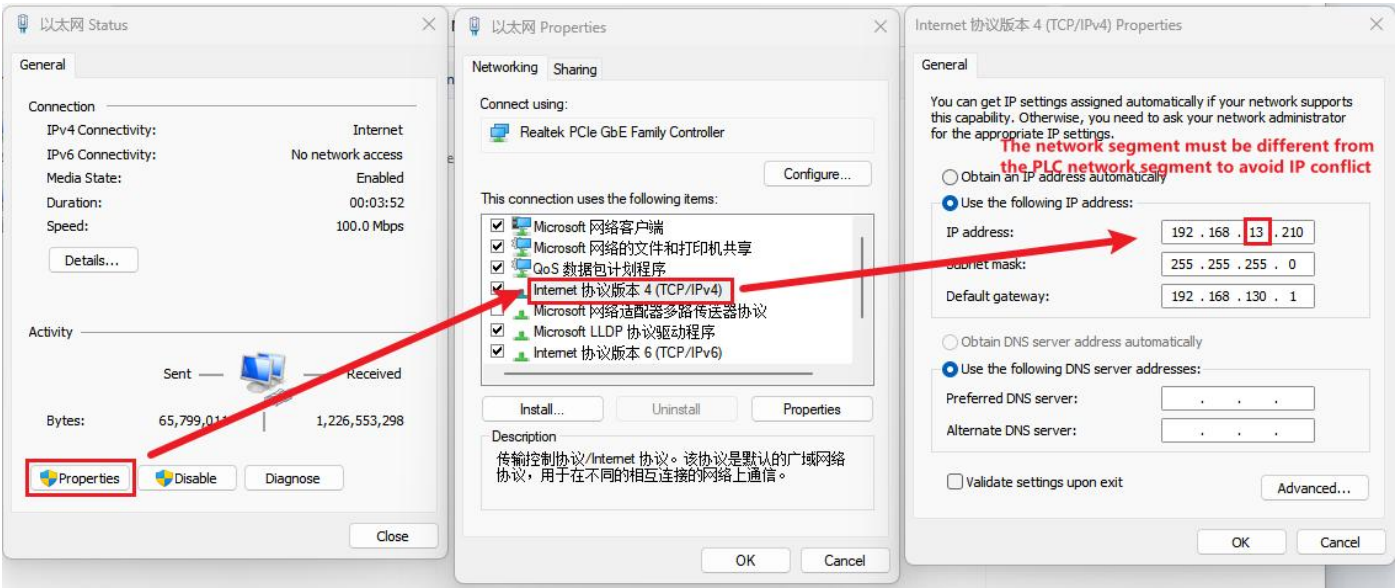 以太网 Status
General
Connection
IPv4 Connectivity: Internet
IPv6 Connectivity: No network access
Media State: Enabled
Duration: 00:03:52
Speed: 100.0 Mbps
Details...
Activity
Sent Received
Bytes: 65,799,01 1,226,553,298
Properties Disable Diagnose
Close
以太网 Properties
Networking Sharing
Connect using:
Realtek PCIe GbE Family Controller
Configure...
This connection uses the following items:
Microsoft 网络客户端
Microsoft 网络的文件和打印机共享
QoS 数据包计划程序
Internet 协议版本 4 (TCP/IPv4)
Microsoft 网络适配器多路传送器协议
Microsoft LLDP 协议驱动程序
Internet 协议版本 6 (TCP/IPv6)
Install... Uninstall Properties
Description
传输控制协议/Internet 协议。该协议是默认的广域网络
协议，用于在不同的相互连接的网络上通信。
OK Cancel
Internet 协议版本 4 (TCP/IPv4) Properties
General
You can get IP settings assigned automatically if your network supports
this capability. Otherwise, you need to ask your network administrator
for the appropriate IP settings.
The network segment must be different from
the PLC network segment to avoid IP conflict
Obtain an IP address automatically
Use the following IP address:
IP address: 192 . 168 . 13 . 210
Subnet mask: 255 . 255 . 255 . 0
Default gateway: 192 . 168 . 130 . 1
Obtain DNS server address automatically
Use the following DNS server addresses:
Preferred DNS server: . . .
Alternate DNS server: . . .
Validate settings upon exit
Advanced...
OK Cancel